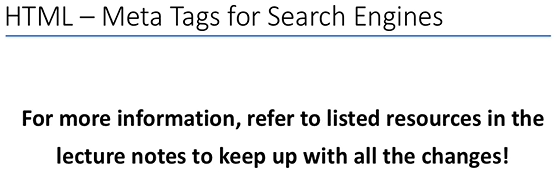 HTML – Meta Tags for Search Engines
For more information, refer to listed resources in the
lecture notes to keep up with all the changes!